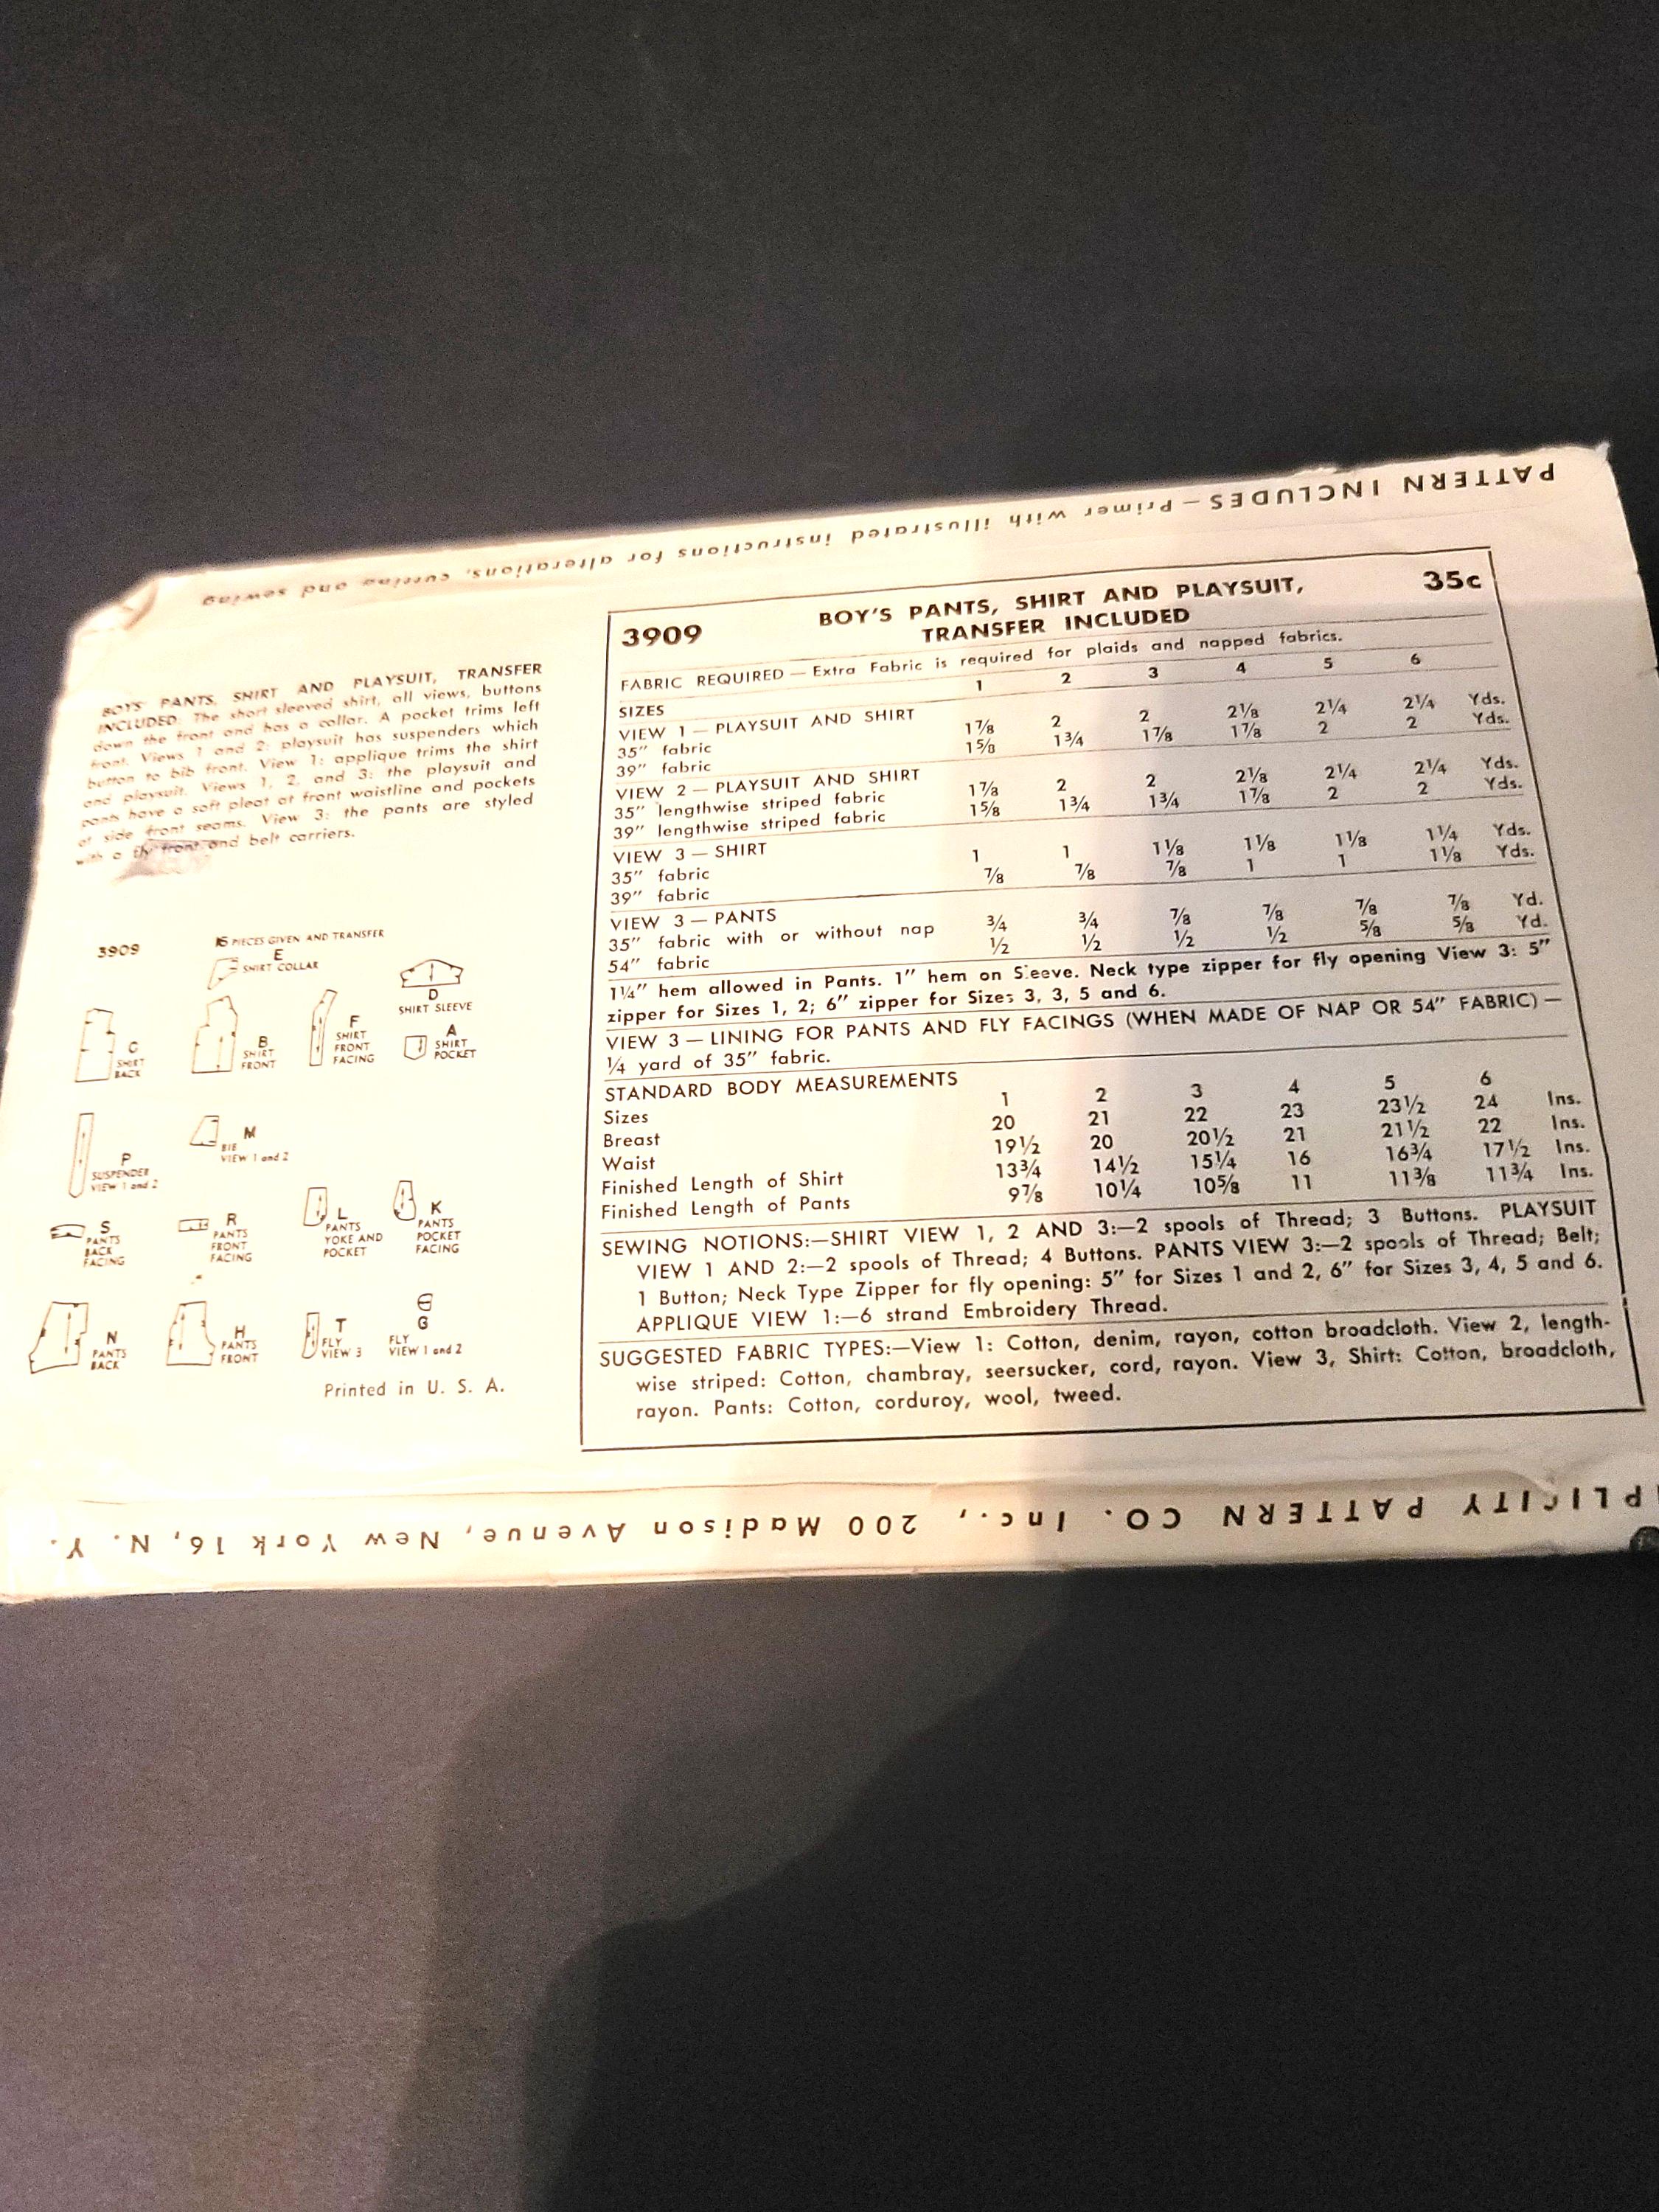 PATTERN INCLUDES — Primer with illustrated instructions for alterations, cutting and sewing
BOYS' PANTS, SHIRT AND PLAYSUIT, TRANSFER
INCLUDED: The short sleeved shirt, all views, buttons
down the front and has a collar. A pocket trims left
front. Views 1 and 2: playsuit has suspenders which
button to bib front. View 1: applique trims the shirt
and playsuit. Views 1, 2, and 3: the playsuit and
pants have a soft pleat at front waistline and pockets
at side front seams. View 3: the pants are styled
with a fly front and belt carriers.
3909
16 PIECES GIVEN AND TRANSFER
E
SHIRT COLLAR
D
SHIRT SLEEVE
C
SHIRT
BACK
B
SHIRT
FRONT
F
SHIRT
FRONT
FACING
A
SHIRT
POCKET
P
SUSPENDER
VIEW 1 and 2
M
BIB
VIEW 1 and 2
S
PANTS
BACK
FACING
R
PANTS
FRONT
FACING
L
PANTS
YOKE AND
POCKET
K
PANTS
POCKET
FACING
N
PANTS
BACK
H
PANTS
FRONT
T
FLY
VIEW 3
G
FLY
VIEW 1 and 2
Printed in U. S. A.
3909 BOY'S PANTS, SHIRT AND PLAYSUIT, 35c
TRANSFER INCLUDED
FABRIC REQUIRED — Extra Fabric is required for plaids and napped fabrics.
SIZES 1 2 3 4 5 6
VIEW 1 — PLAYSUIT AND SHIRT
35" fabric 1⅞ 2 2 2⅛ 2¼ 2¼ Yds.
39" fabric 1⅝ 1¾ 1⅞ 1⅞ 2 2 Yds.
VIEW 2 — PLAYSUIT AND SHIRT
35" lengthwise striped fabric 1⅞ 2 2 2⅛ 2¼ 2¼ Yds.
39" lengthwise striped fabric 1⅝ 1¾ 1¾ 1⅞ 2 2 Yds.
VIEW 3 — SHIRT
35" fabric 1 1 1⅛ 1⅛ 1⅛ 1¼ Yds.
39" fabric ⅞ ⅞ ⅞ 1 1 1⅛ Yds.
VIEW 3 — PANTS
35" fabric with or without nap ¾ ¾ ⅞ ⅞ ⅞ ⅞ Yd.
54" fabric ½ ½ ½ ½ ⅝ ⅝ Yd.
1¼" hem allowed in Pants. 1" hem on Sleeve. Neck type zipper for fly opening View 3: 5"
zipper for Sizes 1, 2; 6" zipper for Sizes 3, 3, 5 and 6.
VIEW 3 — LINING FOR PANTS AND FLY FACINGS (WHEN MADE OF NAP OR 54" FABRIC) —
¼ yard of 35" fabric.
STANDARD BODY MEASUREMENTS
Sizes 1 2 3 4 5 6
Breast 20 21 22 23 23½ 24 Ins.
Waist 19½ 20 20½ 21 21½ 22 Ins.
Finished Length of Shirt 13¾ 14½ 15¼ 16 16¾ 17½ Ins.
Finished Length of Pants 9⅞ 10¼ 10⅝ 11 11⅜ 11¾ Ins.
SEWING NOTIONS:—SHIRT VIEW 1, 2 AND 3:—2 spools of Thread; 3 Buttons. PLAYSUIT
VIEW 1 AND 2:—2 spools of Thread; 4 Buttons. PANTS VIEW 3:—2 spools of Thread; Belt;
1 Button; Neck Type Zipper for fly opening: 5" for Sizes 1 and 2, 6" for Sizes 3, 4, 5 and 6.
APPLIQUE VIEW 1:—6 strand Embroidery Thread.
SUGGESTED FABRIC TYPES:—View 1: Cotton, denim, rayon, cotton broadcloth. View 2, length-
wise striped: Cotton, chambray, seersucker, cord, rayon. View 3, Shirt: Cotton, broadcloth,
rayon. Pants: Cotton, corduroy, wool, tweed.
PLICITY PATTERN CO. Inc., 200 Madison Avenue, New York 16, N. Y.